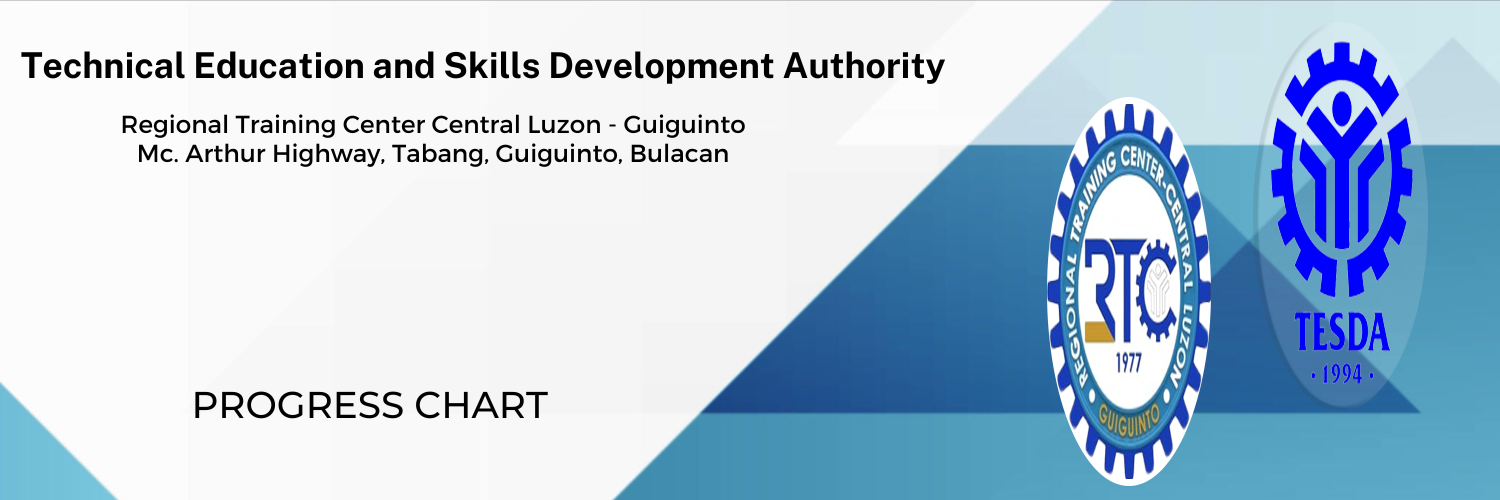 Technical Education and Skills Development Authority
Regional Training Center Central Luzon - Guiguinto
Mc. Arthur Highway, Tabang, Guiguinto, Bulacan
PROGRESS CHART
REGIONAL TRAINING CENTER-CENTRAL LUZON
RTC
1977
GUIGUINTO
TESDA
· 1994 ·